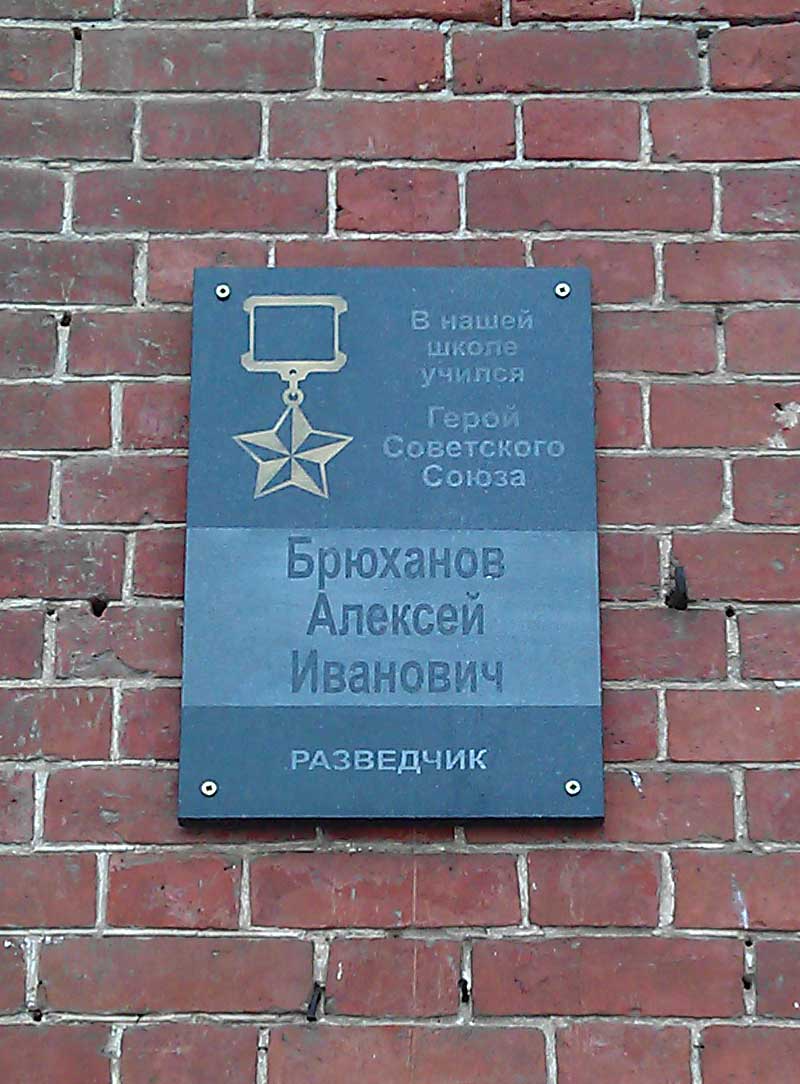 В нашей
школе
учился
Герой
Советского
Союза
Брюханов
Алексей
Иванович
РАЗВЕДЧИК